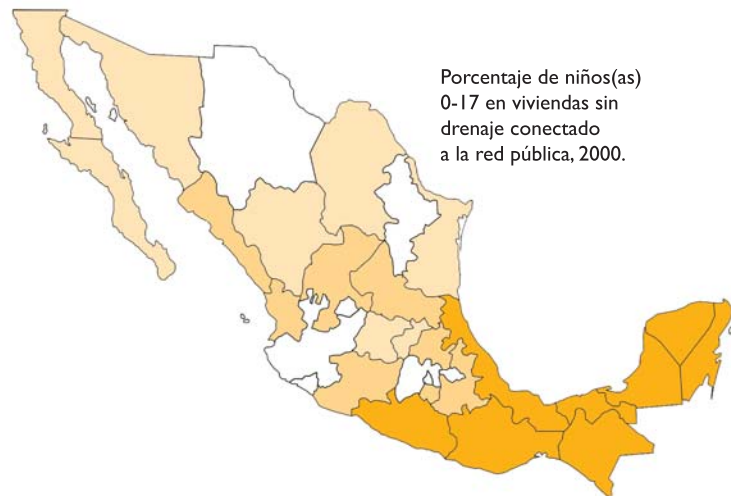 Porcentaje de niños(as)
0-17 en viviendas sin
drenaje conectado
a la red pública, 2000.